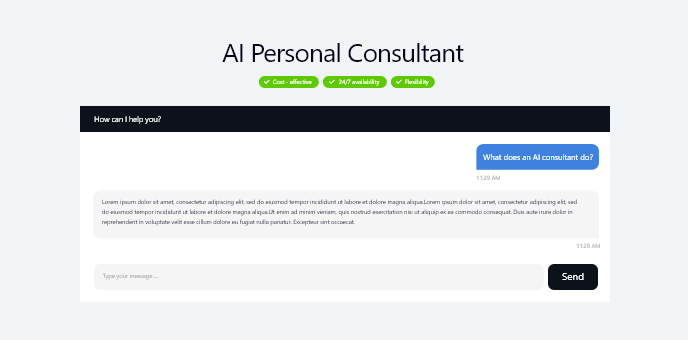 AI Personal Consultant
Cost - effective
24/7 availability
Flexibility
How can I help you?
What does an AI consultant do?
11:29 AM
Lorem ipsum dolor sit amet, consectetur adipiscing elit, sed do eiusmod tempor incididunt ut labore et dolore magna aliqua.Lorem ipsum dolor sit amet, consectetur adipiscing elit, sed
do eiusmod tempor incididunt ut labore et dolore magna aliqua.Ut enim ad minim veniam, quis nostrud exercitation nisi ut aliquip ex ea commodo consequat. Duis aute irure dolor in
reprehenderit in voluptate velit esse cillum dolore eu fugiat nulla pariatur. Excepteur sint occaecat.
11:29 AM
Type your message ...
Send